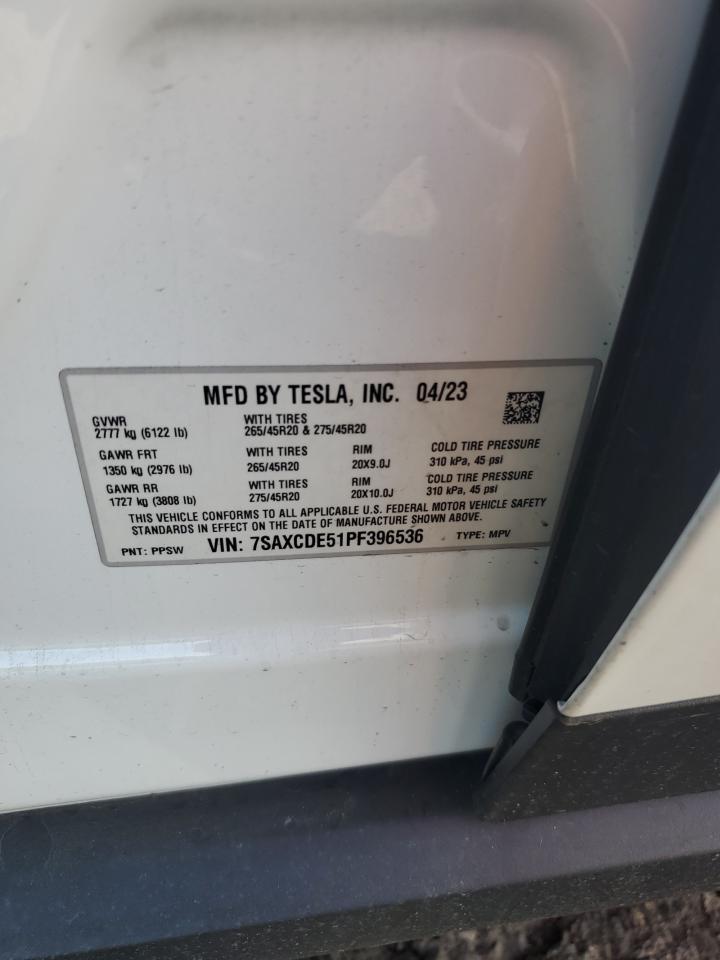 MFD BY TESLA, INC. 04/23
GVWR WITH TIRES
2777 kg (6122 lb) 265/45R20 & 275/45R20
GAWR FRT WITH TIRES RIM COLD TIRE PRESSURE
1350 kg (2976 lb) 265/45R20 20X9.0J 310 kPa, 45 psi
GAWR RR WITH TIRES RIM COLD TIRE PRESSURE
1727 kg (3808 lb) 275/45R20 20X10.0J 310 kPa, 45 psi
THIS VEHICLE CONFORMS TO ALL APPLICABLE U.S. FEDERAL MOTOR VEHICLE SAFETY
STANDARDS IN EFFECT ON THE DATE OF MANUFACTURE SHOWN ABOVE.
PNT: PPSW VIN: 7SAXCDE51PF396536 TYPE: MPV